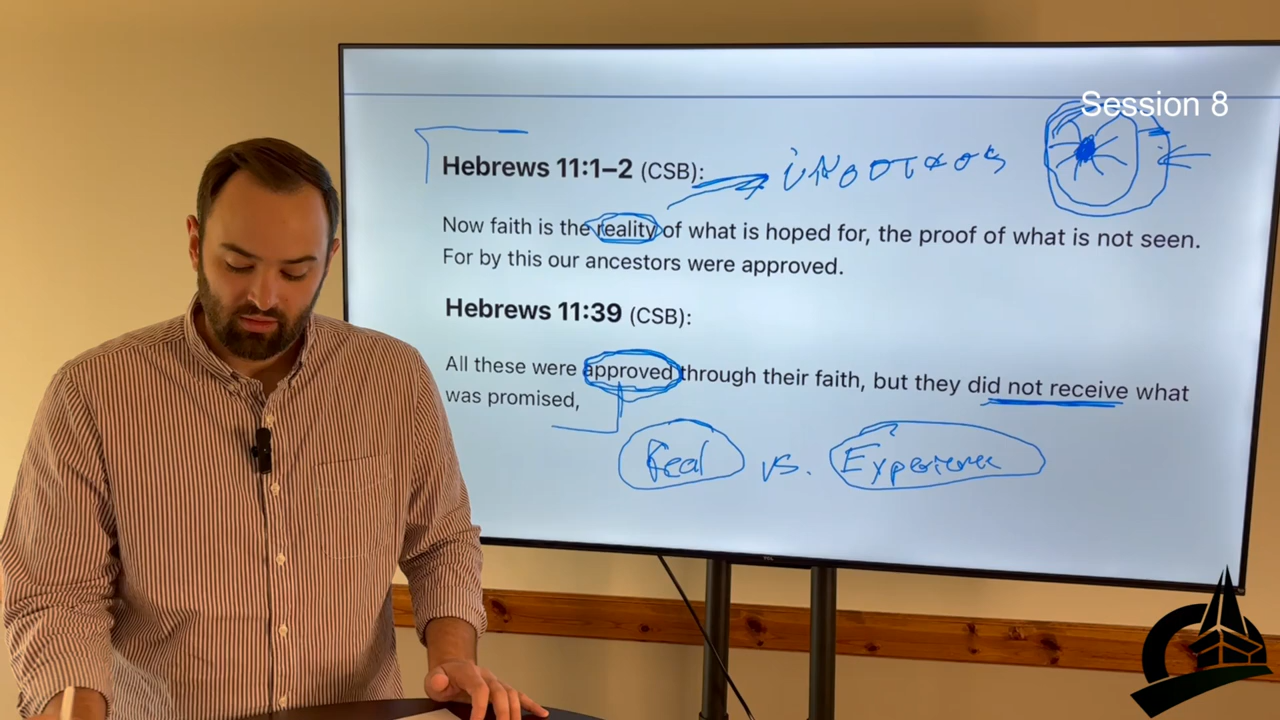 Session 8
Hebrews 11:1–2 (CSB):
Now faith is the reality of what is hoped for, the proof of what is not seen.
For by this our ancestors were approved.
Hebrews 11:39 (CSB):
All these were approved through their faith, but they did not receive what
was promised,
Real vs. Experience
TCL